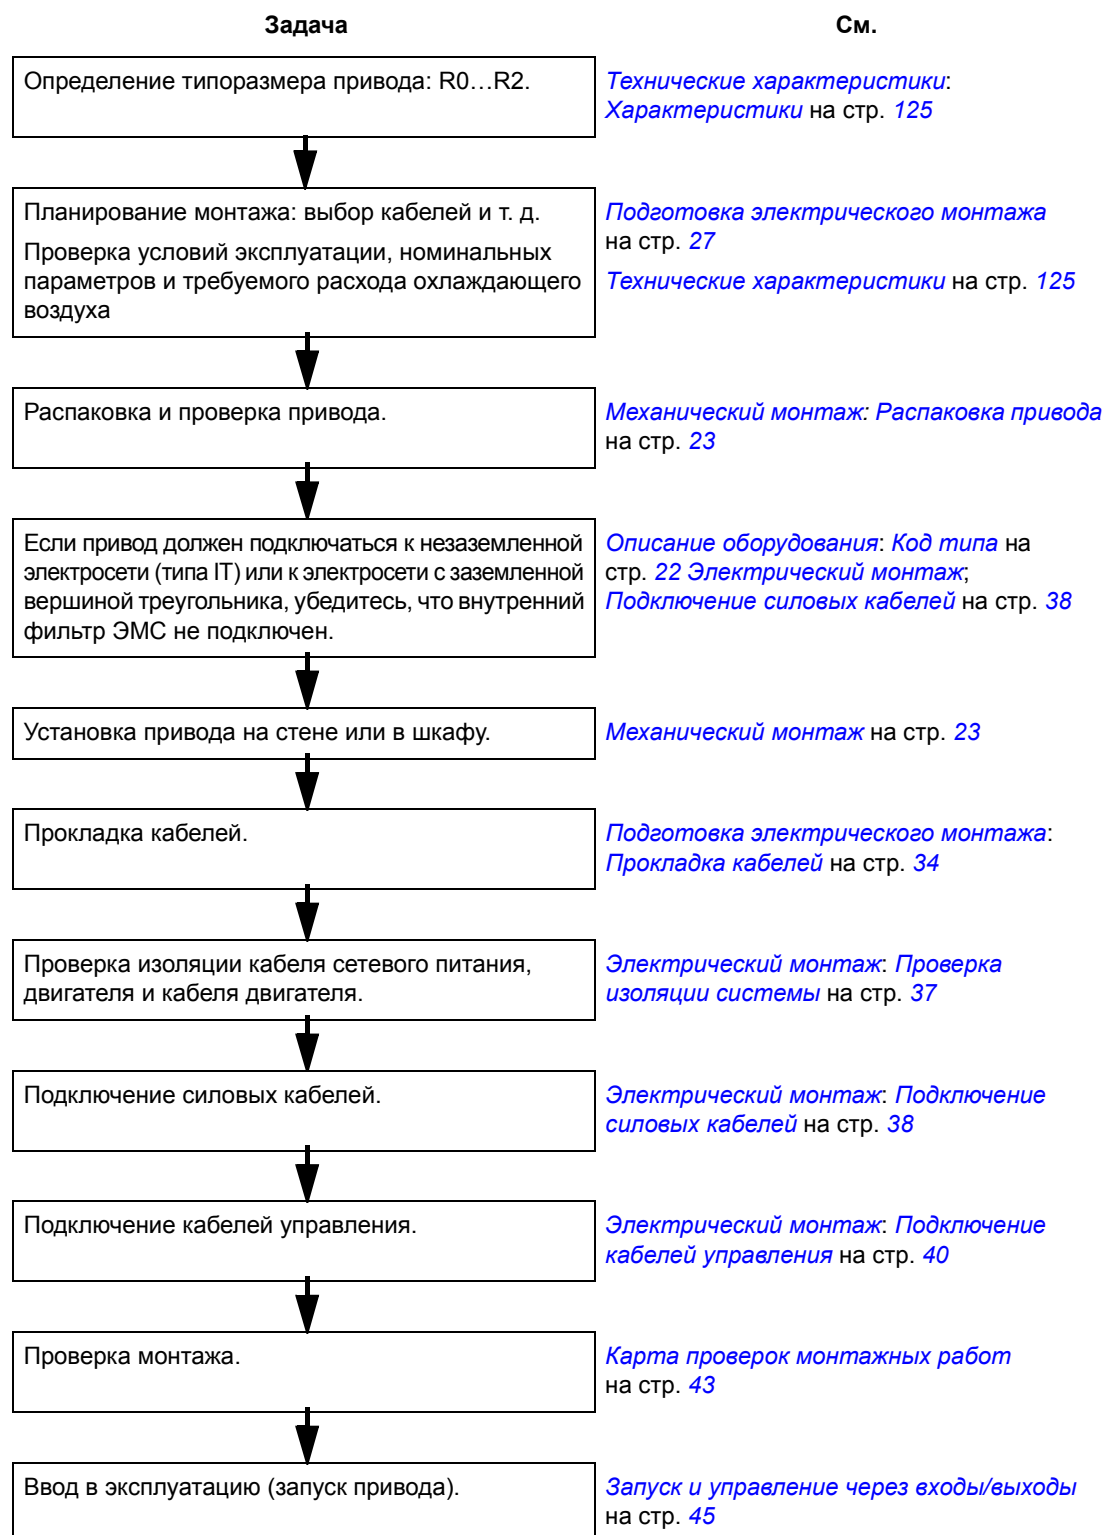 Задача
См.
Определение типоразмера привода: R0…R2.
Технические характеристики:
Характеристики на стр. 125
Планирование монтажа: выбор кабелей и т. д.
Проверка условий эксплуатации, номинальных
параметров и требуемого расхода охлаждающего
воздуха
Подготовка электрического монтажа
на стр. 27
Технические характеристики на стр. 125
Распаковка и проверка привода.
Механический монтаж: Распаковка привода
на стр. 23
Если привод должен подключаться к незаземленной
электросети (типа IT) или к электросети с заземленной
вершиной треугольника, убедитесь, что внутренний
фильтр ЭМС не подключен.
Описание оборудования: Код типа на
стр. 22 Электрический монтаж;
Подключение силовых кабелей на стр. 38
Установка привода на стене или в шкафу.
Механический монтаж на стр. 23
Прокладка кабелей.
Подготовка электрического монтажа:
Прокладка кабелей на стр. 34
Проверка изоляции кабеля сетевого питания,
двигателя и кабеля двигателя.
Электрический монтаж: Проверка
изоляции системы на стр. 37
Подключение силовых кабелей.
Электрический монтаж: Подключение
силовых кабелей на стр. 38
Подключение кабелей управления.
Электрический монтаж: Подключение
кабелей управления на стр. 40
Проверка монтажа.
Карта проверок монтажных работ
на стр. 43
Ввод в эксплуатацию (запуск привода).
Запуск и управление через входы/выходы
на стр. 45